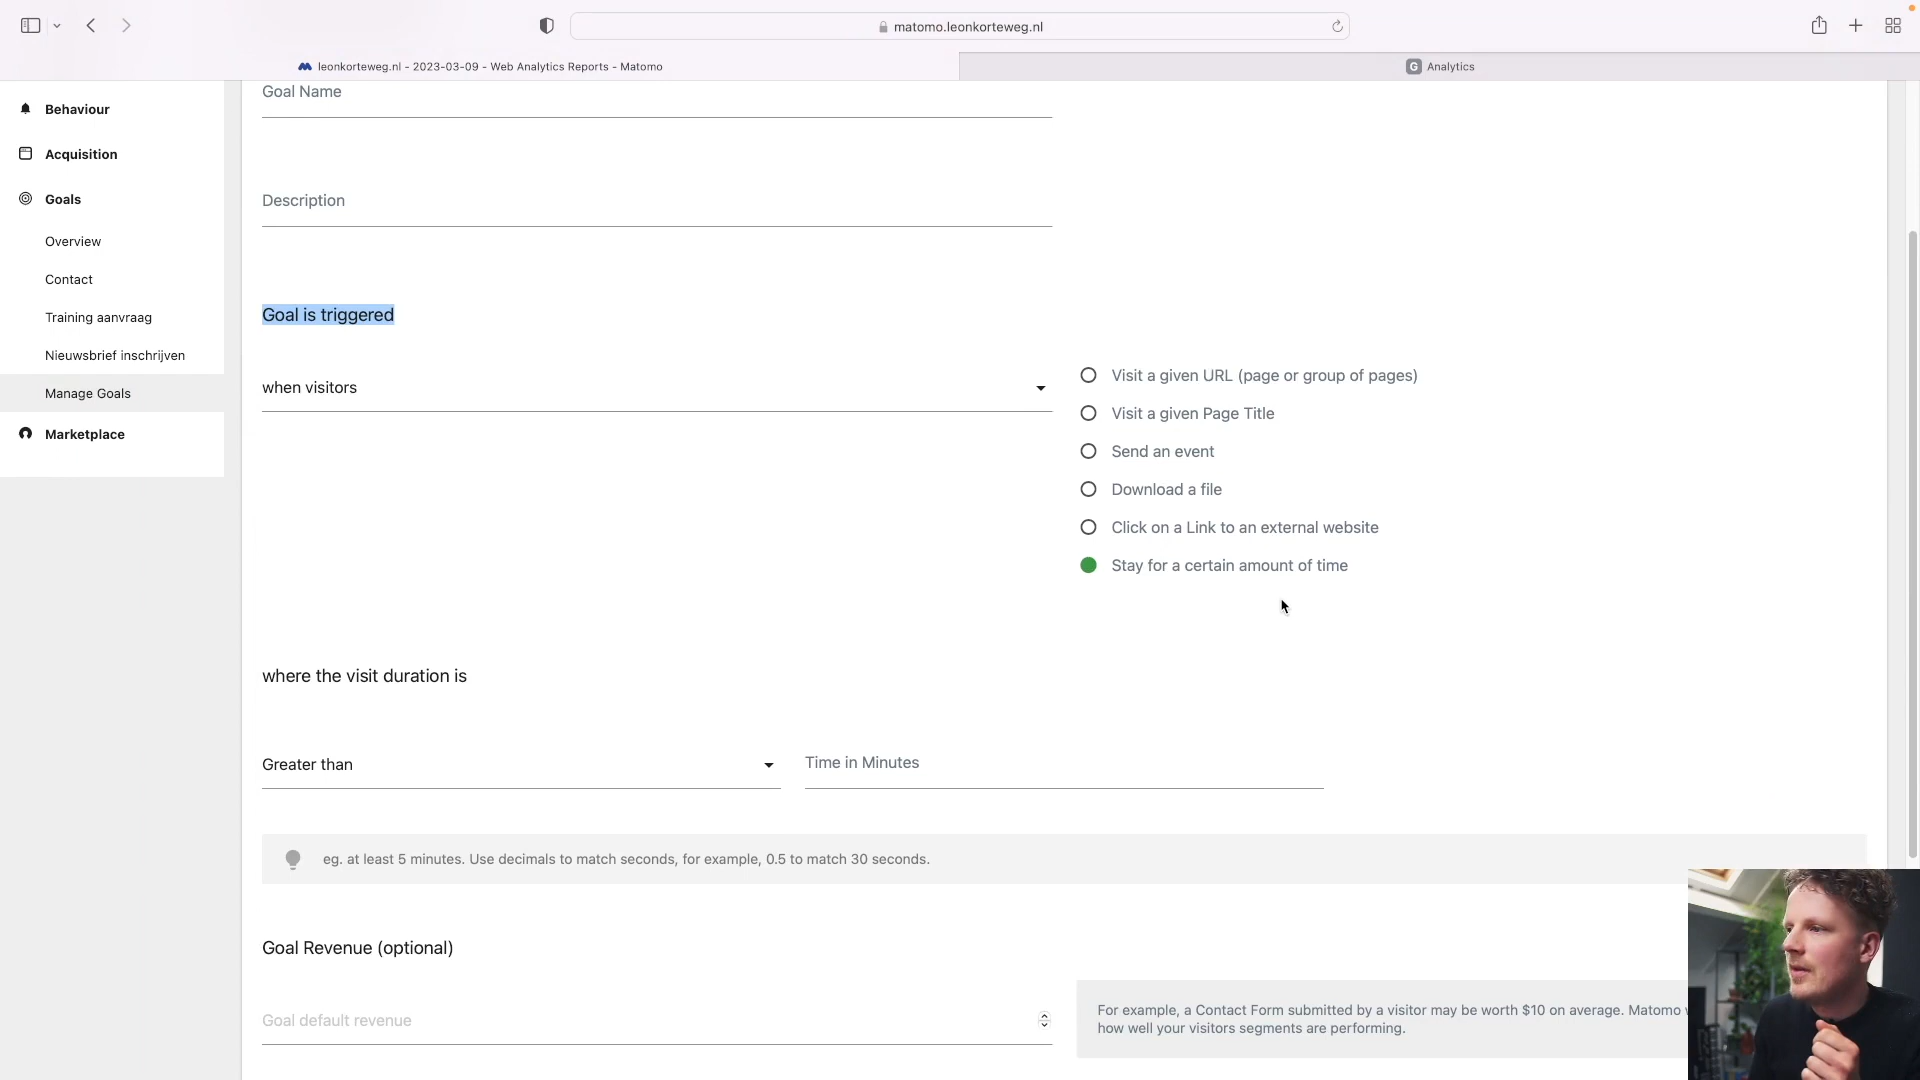 matomo.leonkorteweg.nl
leonkorteweg.nl - 2023-03-09 - Web Analytics Reports - Matomo
G Analytics
Behaviour
Acquisition
Goals
Overview
Contact
Training aanvraag
Nieuwsbrief inschrijven
Manage Goals
Marketplace
Goal Name
Description
Goal is triggered
when visitors
Visit a given URL (page or group of pages)
Visit a given Page Title
Send an event
Download a file
Click on a Link to an external website
Stay for a certain amount of time
where the visit duration is
Greater than
Time in Minutes
eg. at least 5 minutes. Use decimals to match seconds, for example, 0.5 to match 30 seconds.
Goal Revenue (optional)
Goal default revenue
For example, a Contact Form submitted by a visitor may be worth $10 on average. Matomo
how well your visitors segments are performing.